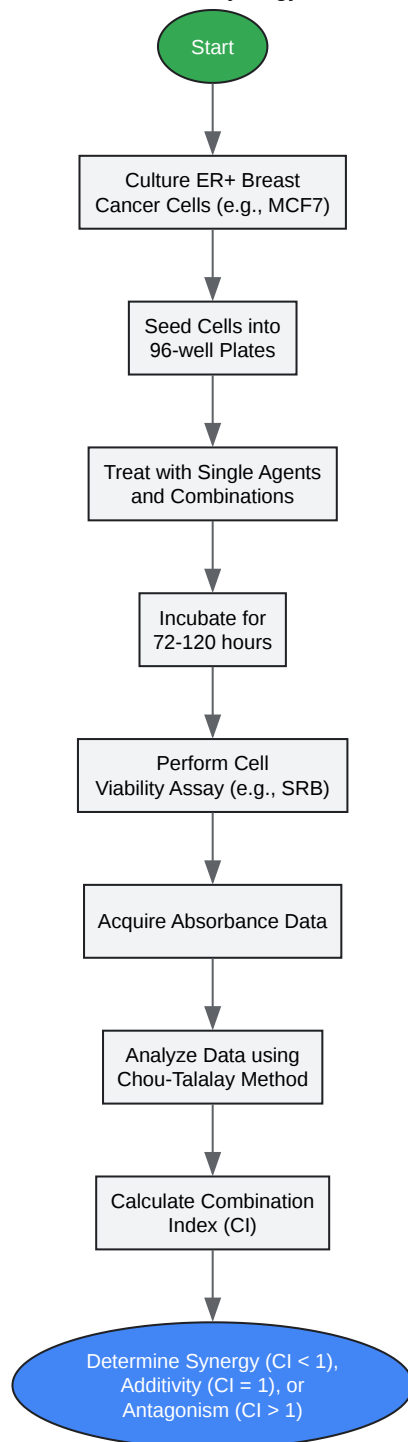 Start
Culture ER+ Breast
Cancer Cells (e.g., MCF7)
Seed Cells into
96-well Plates
Treat with Single Agents
and Combinations
Incubate for
72-120 hours
Perform Cell
Viability Assay (e.g., SRB)
Acquire Absorbance Data
Analyze Data using
Chou-Talalay Method
Calculate Combination
Index (CI)
Determine Synergy (CI < 1),
Additivity (CI = 1), or
Antagonism (CI > 1)